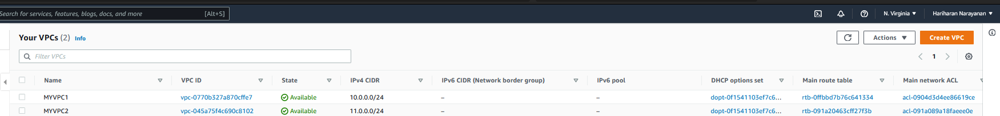 Search for services, features, blogs, docs, and more [Alt+S] N. Virginia Hariharan Narayanan
Your VPCs (2) Info Actions Create VPC
Filter VPCs 1
Name VPC ID State IPv4 CIDR IPv6 CIDR (Network border group) IPv6 pool DHCP options set Main route table Main network ACL
MYVPC1 vpc-0770b327a870cffe7 Available 10.0.0.0/24 – – dopt-0f1541103ef7c6... rtb-0ffbbd7b76c641334 acl-0904d3d4ee86619ce
MYVPC2 vpc-045a75f4c690c8102 Available 11.0.0.0/24 – – dopt-0f1541103ef7c6... rtb-091a20463cff27f3b acl-091a089a18faeee0e